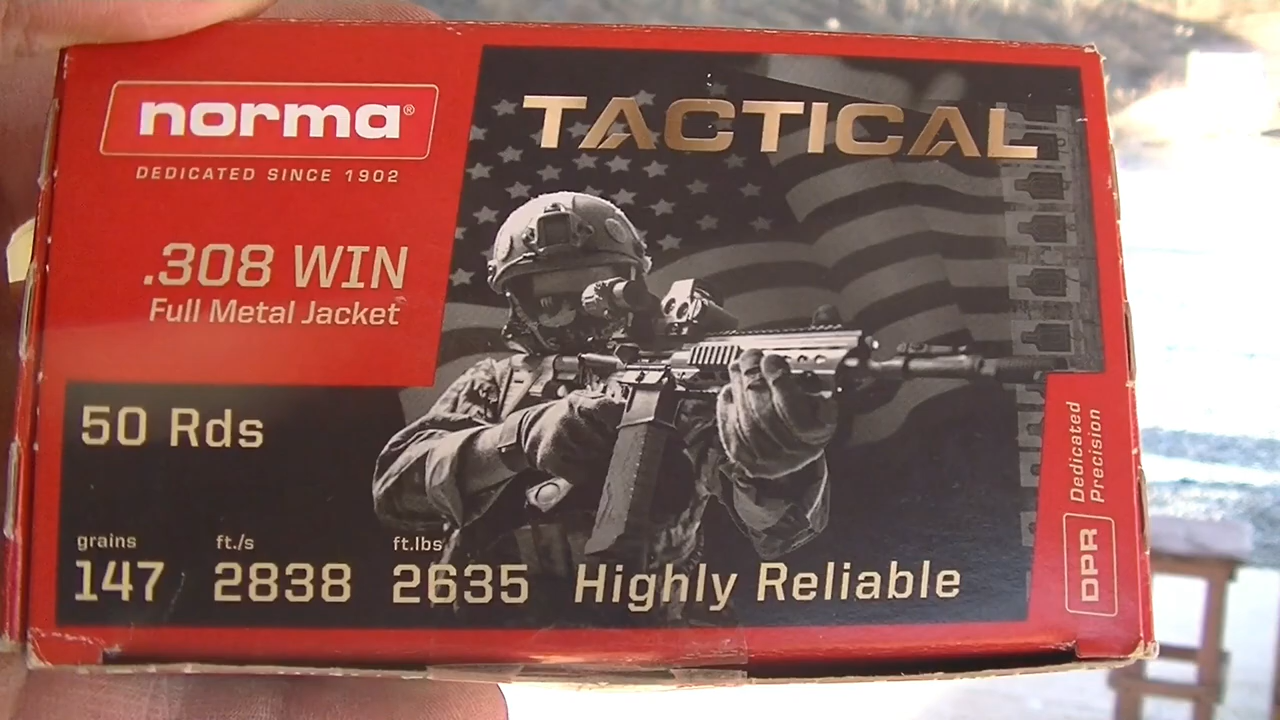 norma®
DEDICATED SINCE 1902
TACTICAL
.308 WIN
Full Metal Jacket
50 Rds
grains ft./s ft.lbs
147 2838 2635 Highly Reliable
DPR Dedicated
Precision